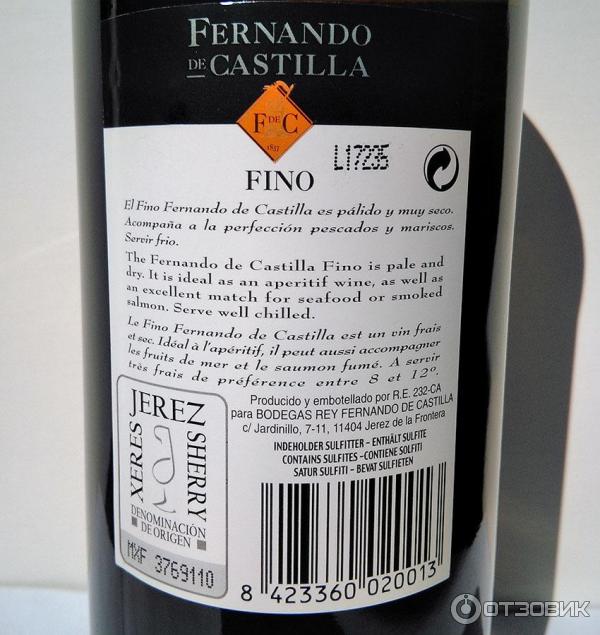 FERNANDO
DE CASTILLA
F DE C
1837
L17235
FINO
El Fino Fernando de Castilla es pálido y muy seco.
Acompaña a la perfección pescados y mariscos.
Servir frio.
The Fernando de Castilla Fino is pale and
dry. It is ideal as an aperitif wine, as well as
an excellent match for seafood or smoked
salmon. Serve well chilled.
Le Fino Fernando de Castilla est un vin frais
et sec. Idéal à l'apéritif, il peut aussi accompagner
les fruits de mer et le saumon fumé. A servir
très frais de préférence entre 8 et 12º.
Producido y embotellado por R.E. 232-CA
para BODEGAS REY FERNANDO DE CASTILLA
c/ Jardinillo, 7-11, 11404 Jerez de la Frontera
INDEHOLDER SULFITTER - ENTHÄLT SULFITE
CONTAINS SULFITES - CONTIENE SOLFITI
SATUR SULFITI - BEVAT SULFIETEN
JEREZ
XERES
SHERRY
DENOMINACIÓN
DE ORIGEN
MXF 3769110
8 423360 020013
ОТЗОВИК